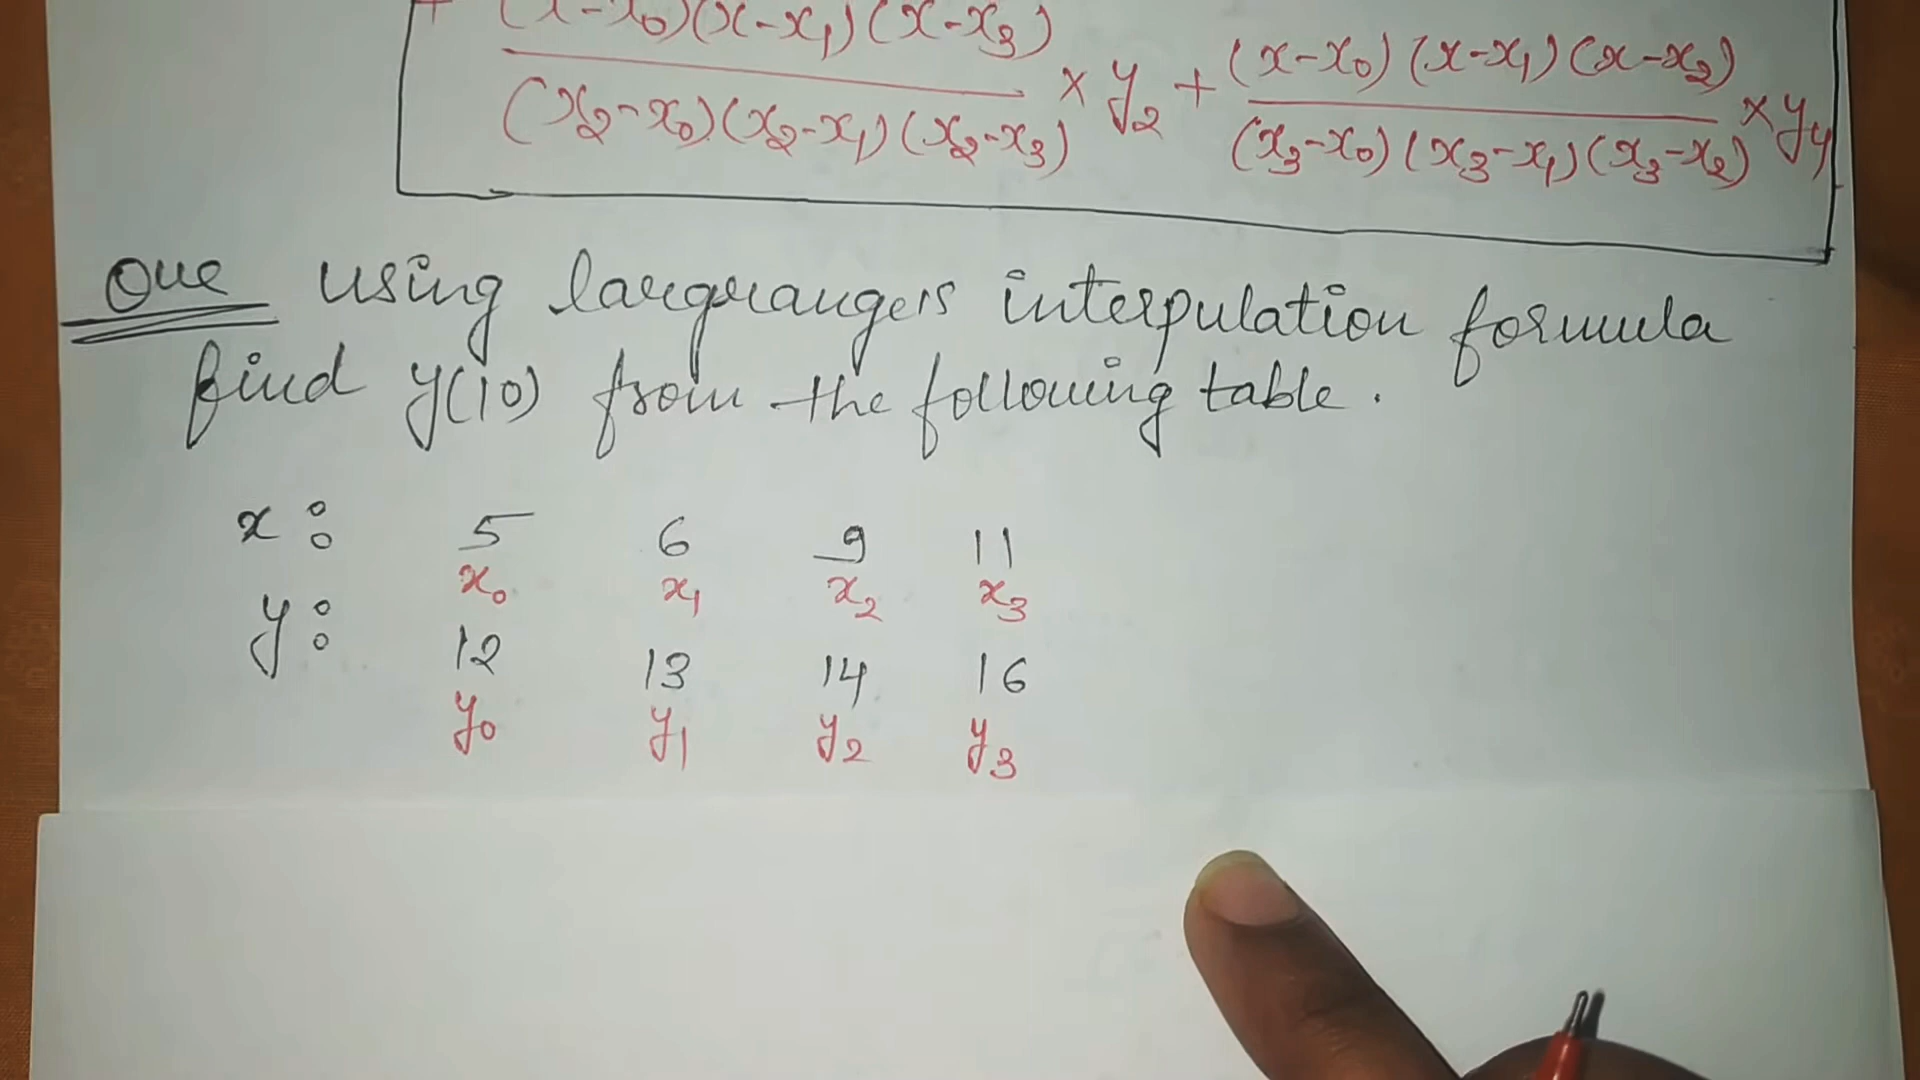 + (x-x₀)(x-x₁)(x-x₃) / (x₂-x₀)(x₂-x₁)(x₂-x₃) × y₂ + (x-x₀)(x-x₁)(x-x₂) / (x₃-x₀)(x₃-x₁)(x₃-x₂) × y₄
Que using largrangers interpulation formula
find y(10) from the following table.
x: 5 6 9 11
x₀ x₁ x₂ x₃
y: 12 13 14 16
y₀ y₁ y₂ y₃